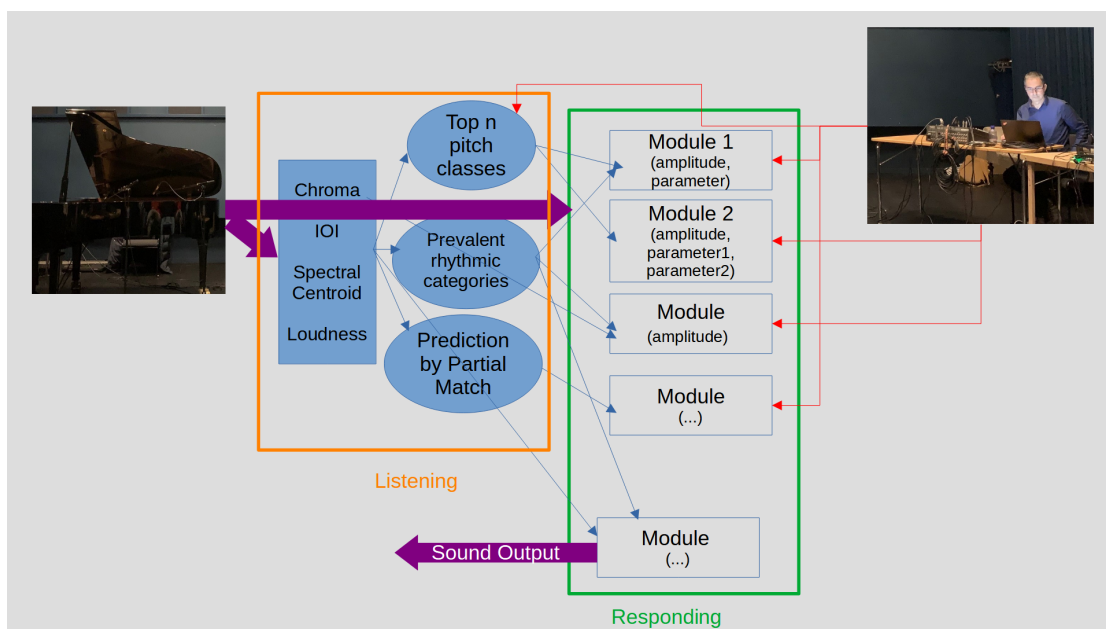 Chroma
IOI
Spectral
Centroid
Loudness
Top n
pitch
classes
Prevalent
rhythmic
categories
Prediction
by Partial
Match
Listening
Module 1
(amplitude,
parameter)
Module 2
(amplitude,
parameter1,
parameter2)
Module
(amplitude)
Module
(...)
Module
(...)
Sound Output
Responding